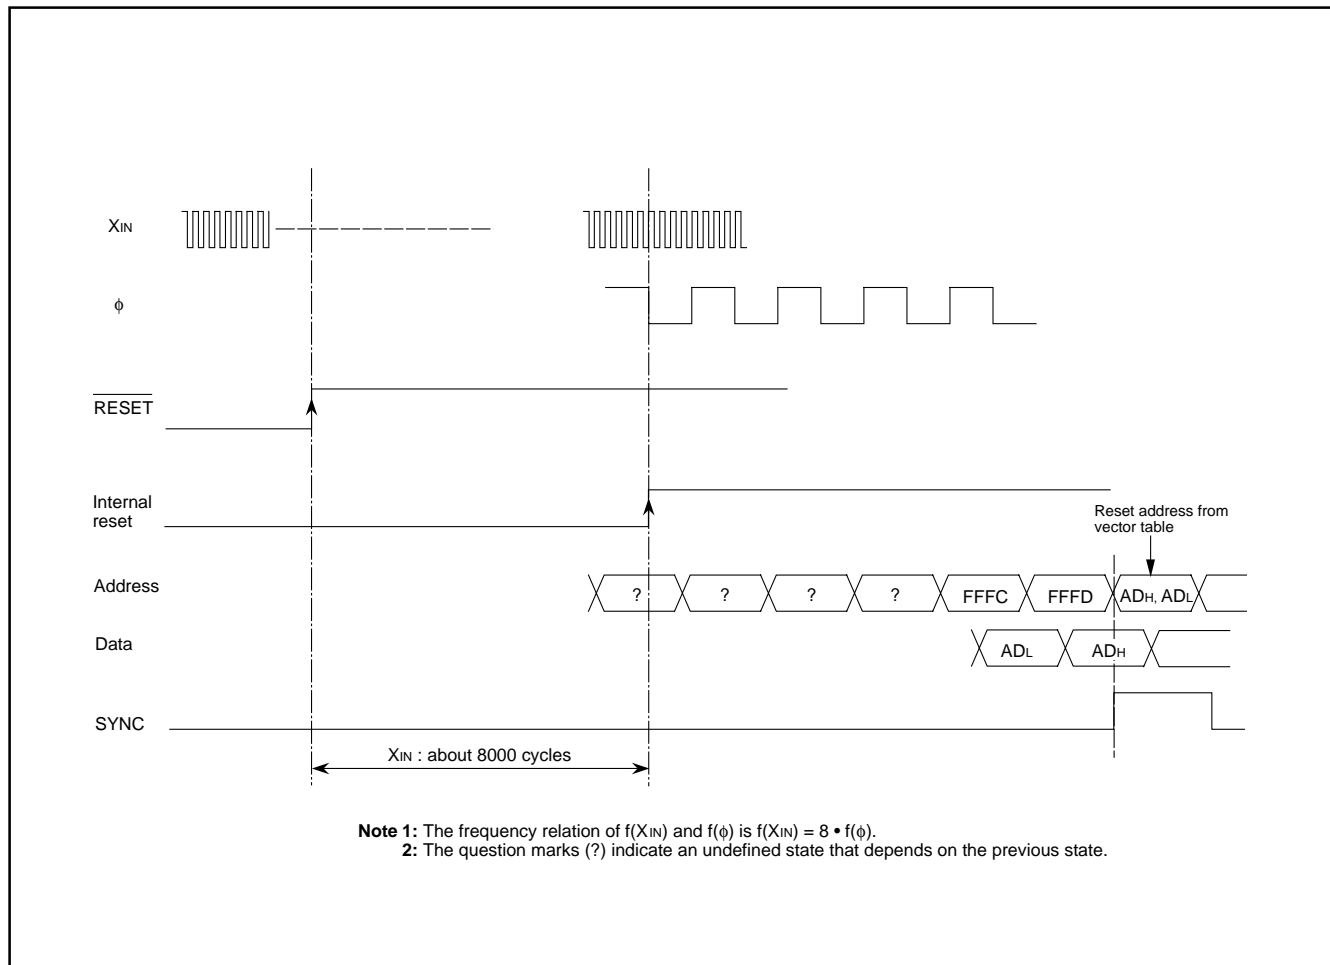 XIN
ϕ
RESET
Internal
reset
Reset address from
vector table
Address
? ? ? ? FFFC FFFD ADH, ADL
Data
ADL ADH
SYNC
XIN : about 8000 cycles
Note 1: The frequency relation of f(XIN) and f(ϕ) is f(XIN) = 8 • f(ϕ).
2: The question marks (?) indicate an undefined state that depends on the previous state.